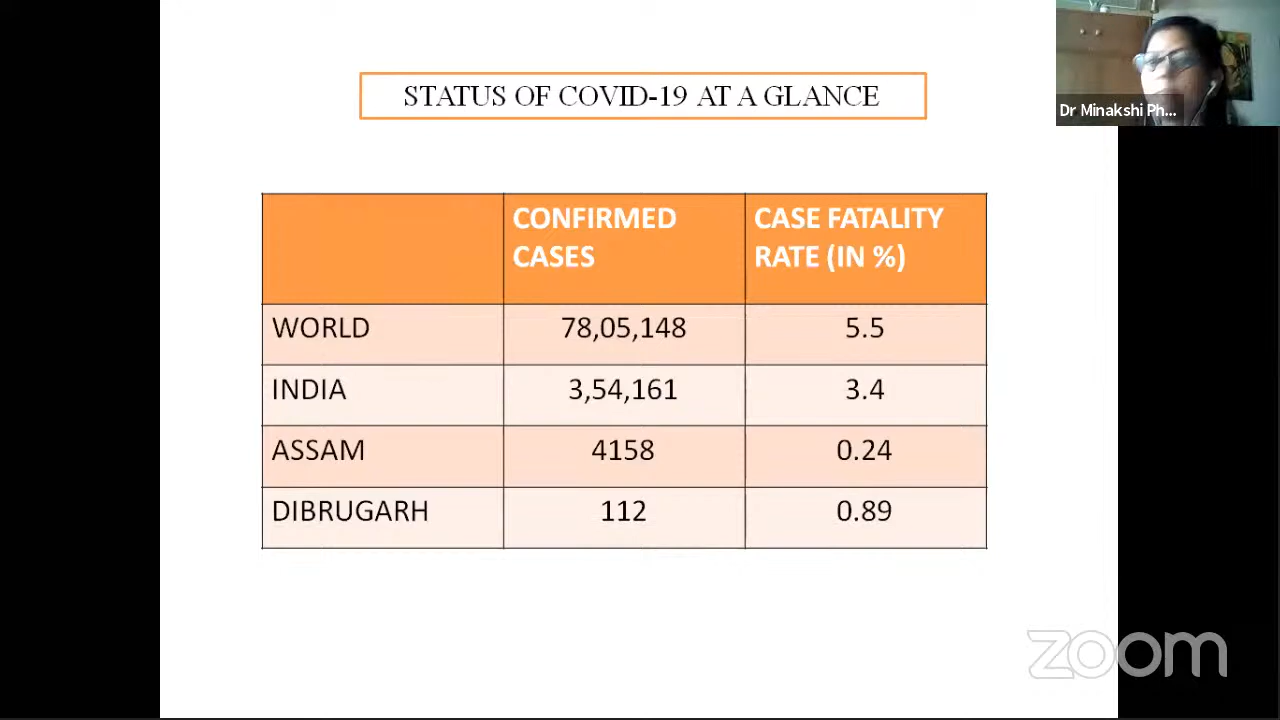 STATUS OF COVID-19 AT A GLANCE
Dr Minakshi Ph...
CONFIRMED CASES
CASE FATALITY RATE (IN %)
WORLD 78,05,148 5.5
INDIA 3,54,161 3.4
ASSAM 4158 0.24
DIBRUGARH 112 0.89
zoom